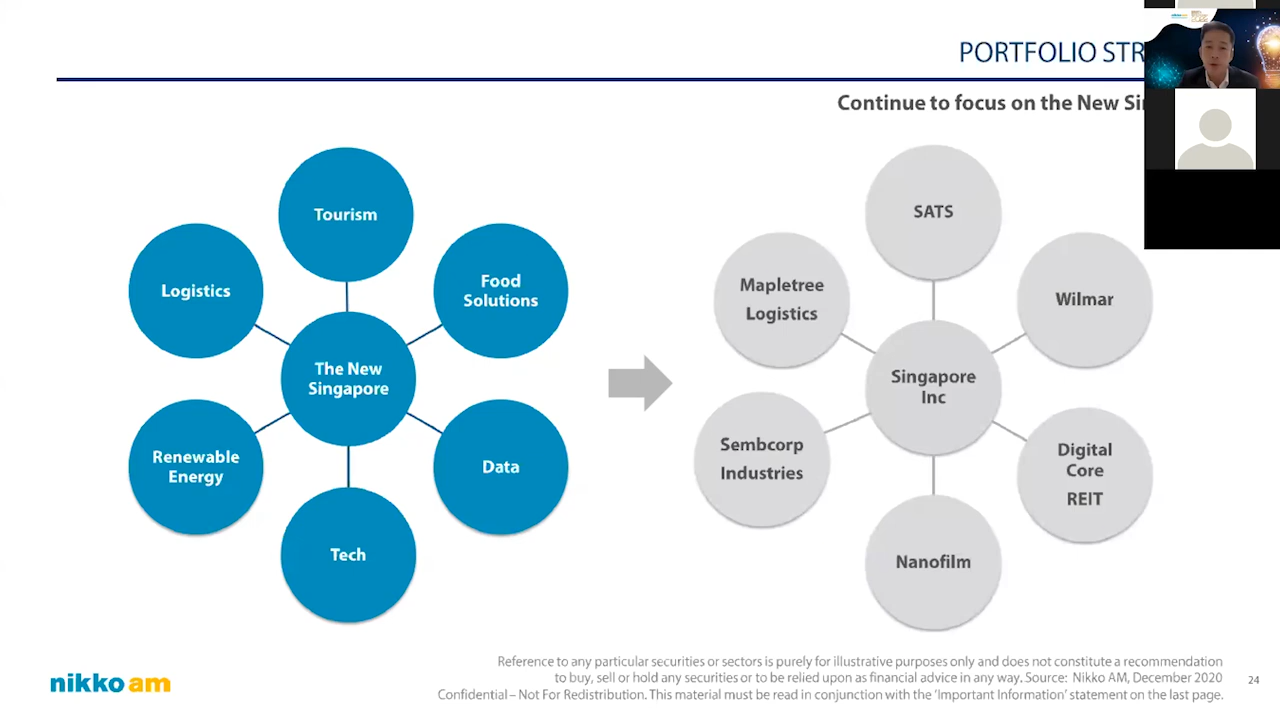 PORTFOLIO STR
Continue to focus on the New Si
Tourism
Logistics
Food
Solutions
The New
Singapore
Renewable
Energy
Data
Tech
SATS
Mapletree
Logistics
Wilmar
Singapore
Inc
Sembcorp
Industries
Digital
Core
REIT
Nanofilm
Reference to any particular securities or sectors is purely for illustrative purposes only and does not constitute a recommendation
to buy, sell or hold any securities or to be relied upon as financial advice in any way. Source: Nikko AM, December 2020
Confidential – Not For Redistribution. This material must be read in conjunction with the ‘Important Information’ statement on the last page.
24
nikko am
nikko am